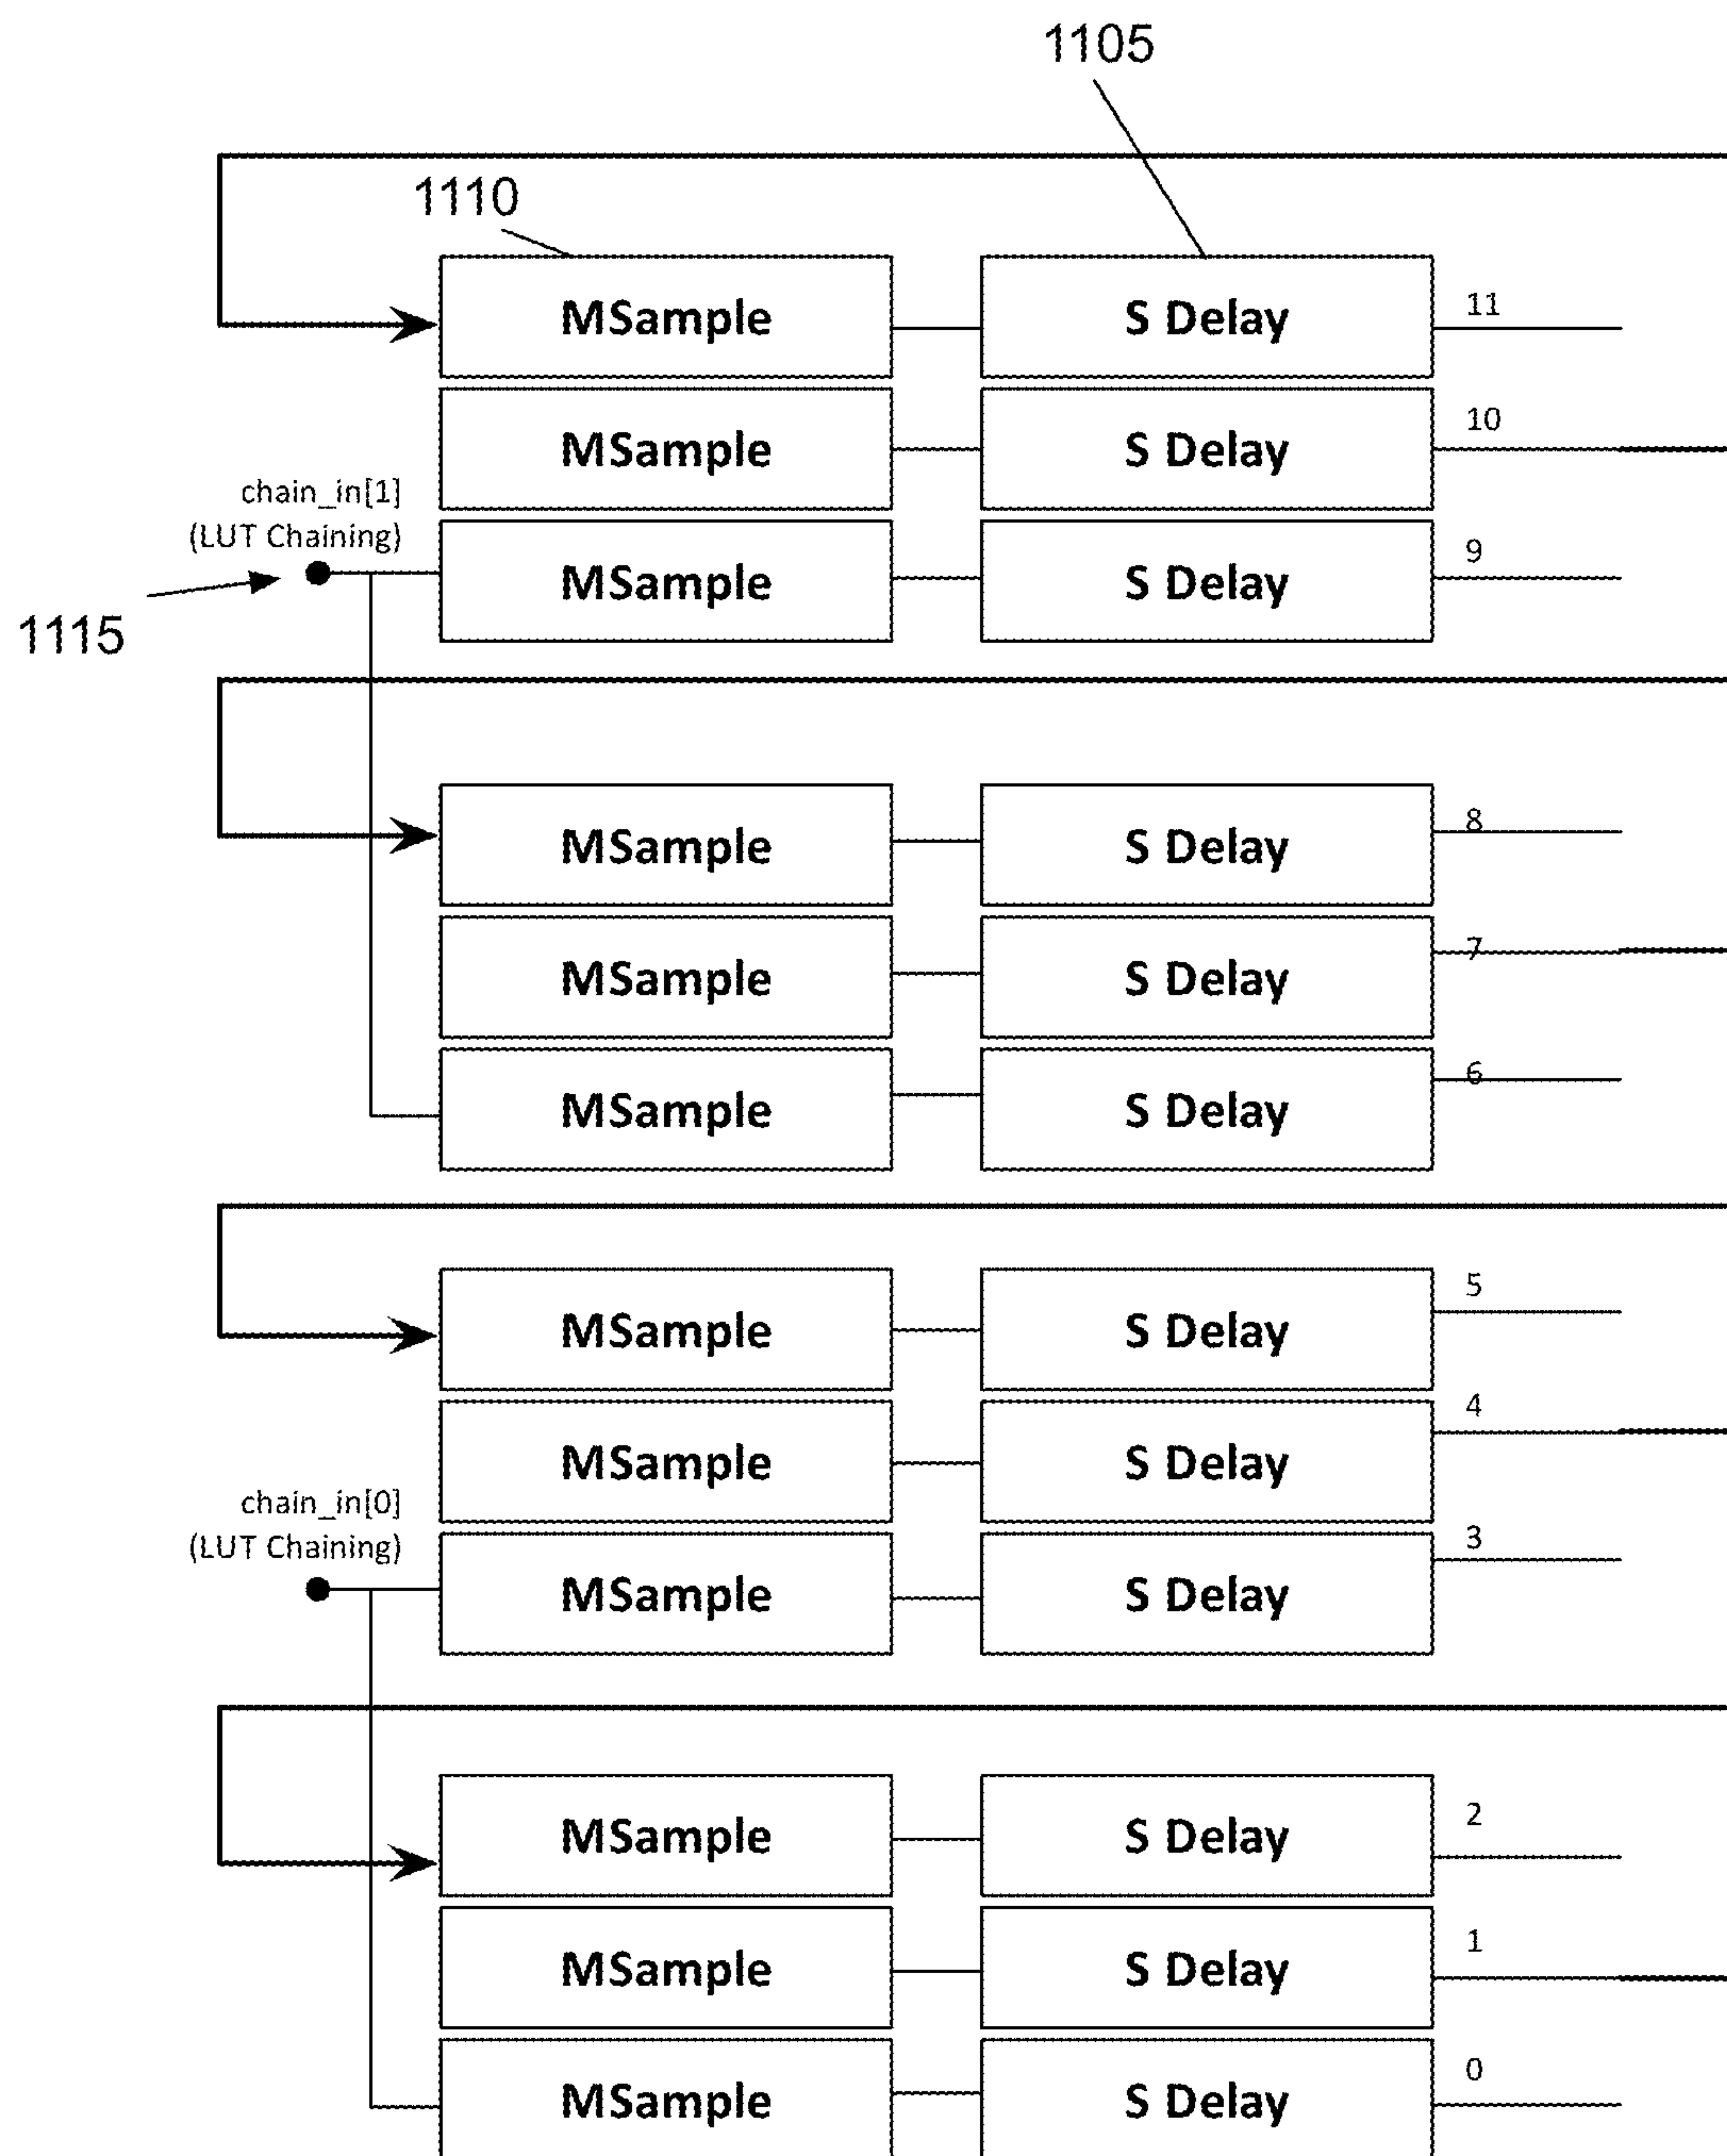 1105
1110
MSample S Delay 11
MSample S Delay 10
chain_in[1]
(LUT Chaining)
MSample S Delay 9
1115
MSample S Delay 8
MSample S Delay 7
MSample S Delay 6
MSample S Delay 5
MSample S Delay 4
chain_in[0]
(LUT Chaining)
MSample S Delay 3
MSample S Delay 2
MSample S Delay 1
MSample S Delay 0